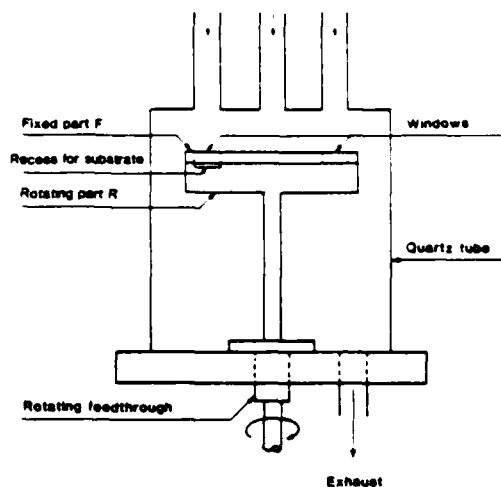 Fixed part F
Windows
Recess for substrate
Rotating part R
Quartz tube
Rotating feedthrough
Exhaust